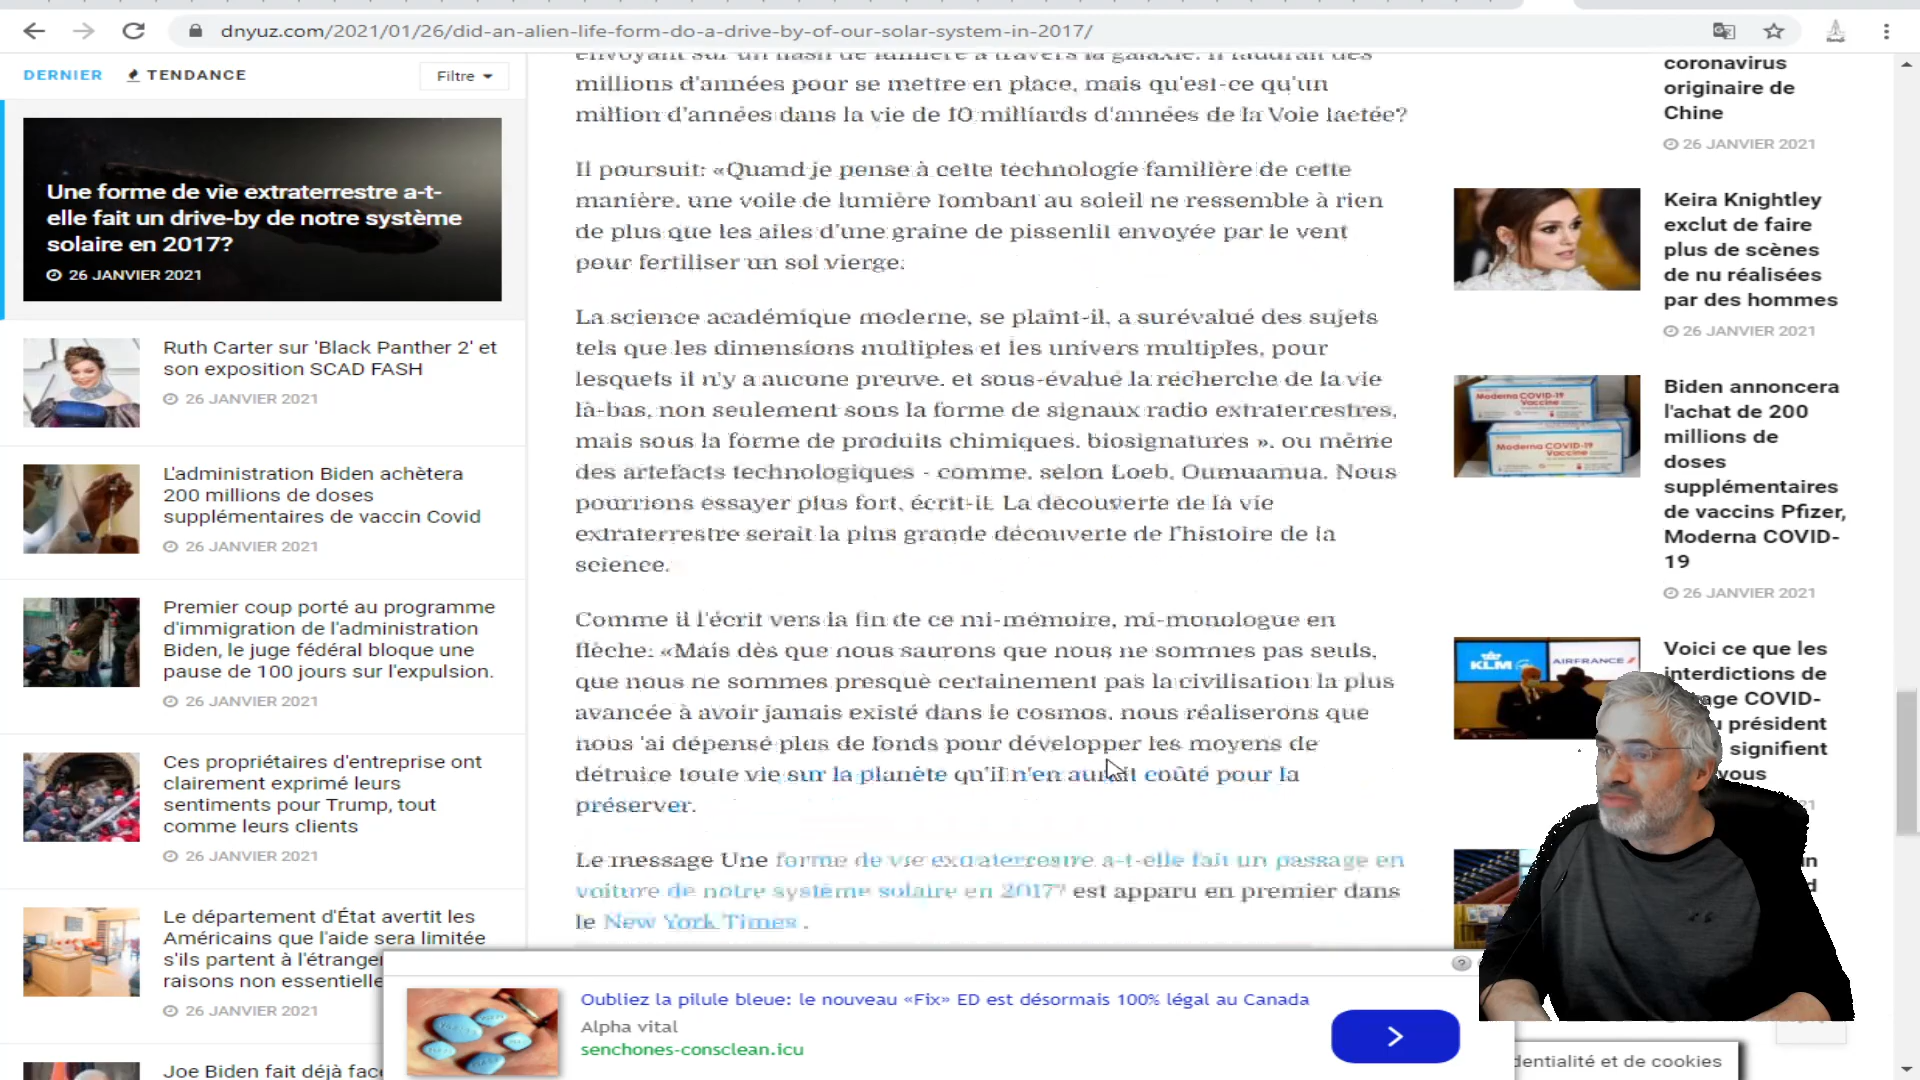 dnyuz.com/2021/01/26/did-an-alien-life-form-do-a-drive-by-of-our-solar-system-in-2017/
DERNIER
TENDANCE
Filtre
Une forme de vie extraterrestre a-t-
elle fait un drive-by de notre système
solaire en 2017?
26 JANVIER 2021
Ruth Carter sur 'Black Panther 2' et
son exposition SCAD FASH
26 JANVIER 2021
L'administration Biden achètera
200 millions de doses
supplémentaires de vaccin Covid
26 JANVIER 2021
Premier coup porté au programme
d'immigration de l'administration
Biden, le juge fédéral bloque une
pause de 100 jours sur l'expulsion.
26 JANVIER 2021
Ces propriétaires d'entreprise ont
clairement exprimé leurs
sentiments pour Trump, tout
comme leurs clients
26 JANVIER 2021
Le département d'État avertit les
Américains que l'aide sera limitée
s'ils partent à l'étranger
raisons non essentielle
26 JANVIER 2021
Joe Biden fait déjà fac
envoyant sur un flash de lumière à travers la galaxie. Il faudrait des
millions d'années pour se mettre en place, mais qu'est-ce qu'un
million d'années dans la vie de 10 milliards d'années de la Voie lactée?
Il poursuit: «Quand je pense à cette technologie familière de cette
manière, une voile de lumière tombant au soleil ne ressemble à rien
de plus que les ailes d'une graine de pissenlit envoyée par le vent
pour fertiliser un sol vierge.
La science académique moderne, se plaint-il, a surévalué des sujets
tels que les dimensions multiples et les univers multiples, pour
lesquels il n'y a aucune preuve, et sous-évalué la recherche de la vie
là-bas, non seulement sous la forme de signaux radio extraterrestres,
mais sous la forme de produits chimiques. biosignatures », ou même
des artefacts technologiques - comme, selon Loeb, Oumuamua. Nous
pourrions essayer plus fort, écrit-il. La découverte de la vie
extraterrestre serait la plus grande découverte de l'histoire de la
science.
Comme il l'écrit vers la fin de ce mi-mémoire, mi-monologue en
flèche: «Mais dès que nous saurons que nous ne sommes pas seuls,
que nous ne sommes presque certainement pas la civilisation la plus
avancée à avoir jamais existé dans le cosmos, nous réaliserons que
nous 'ai dépensé plus de fonds pour développer les moyens de
détruire toute vie sur la planète qu'il n'en aurait coûté pour la
préserver.
Le message Une forme de vie extraterrestre a-t-elle fait un passage en
voiture de notre système solaire en 2017? est apparu en premier dans
le New York Times .
coronavirus
originaire de
Chine
26 JANVIER 2021
Keira Knightley
exclut de faire
plus de scènes
de nu réalisées
par des hommes
26 JANVIER 2021
Moderna COVID-19
Vaccine
Moderna COVID-19
Biden annoncera
l'achat de 200
millions de
doses
supplémentaires
de vaccins Pfizer,
Moderna COVID-
19
26 JANVIER 2021
KLM
AIRFRANCE
Voici ce que les
interdictions de
age COVID-
président
signifient
vous
Oubliez la pilule bleue: le nouveau «Fix» ED est désormais 100% légal au Canada
Alpha vital
senchones-consclean.icu
dentialité et de cookies